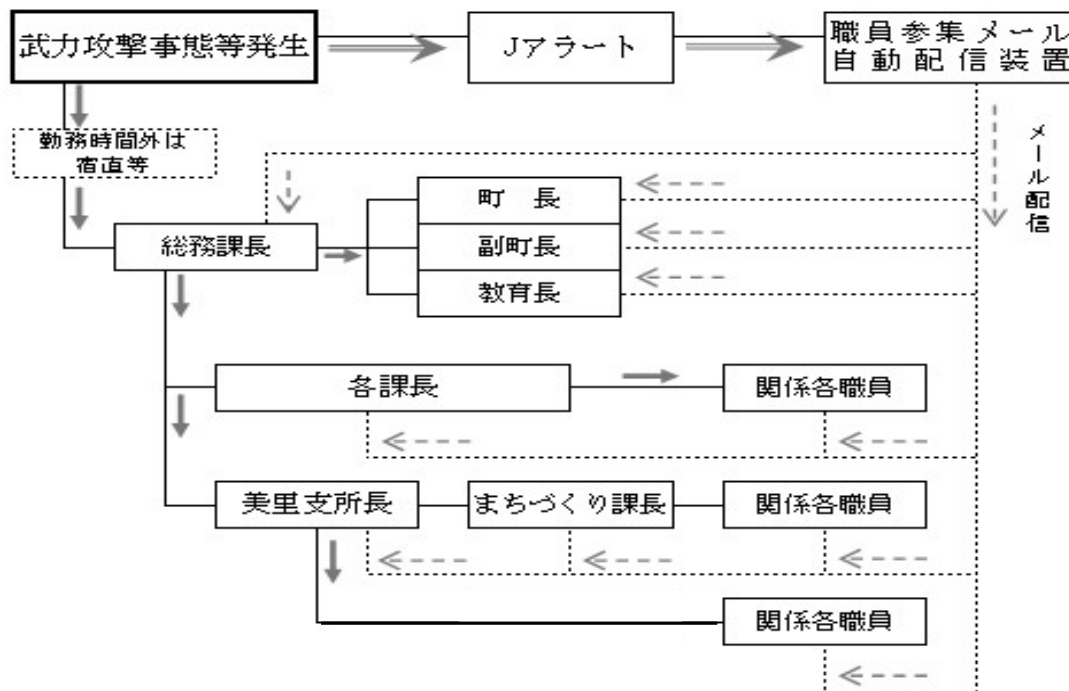 武力攻撃事態等発生
Jアラート
職員参集メール
自動配信装置
勤務時間外は
宿直等
メール配信
町　長
総務課長
副町長
教育長
各課長
関係各職員
美里支所長
まちづくり課長
関係各職員
関係各職員